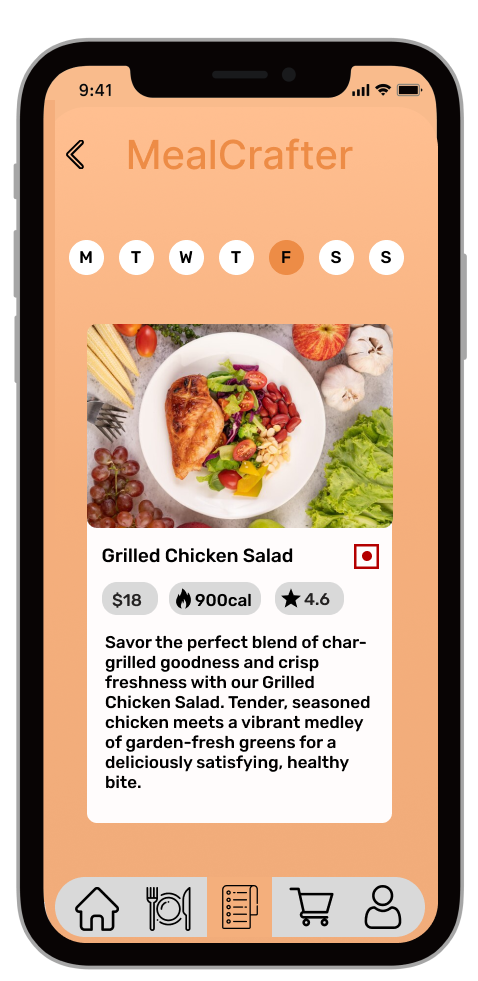 9:41
MealCrafter
M T W T F S S
Grilled Chicken Salad
$18 900cal 4.6
Savor the perfect blend of char-
grilled goodness and crisp
freshness with our Grilled
Chicken Salad. Tender, seasoned
chicken meets a vibrant medley
of garden-fresh greens for a
deliciously satisfying, healthy
bite.